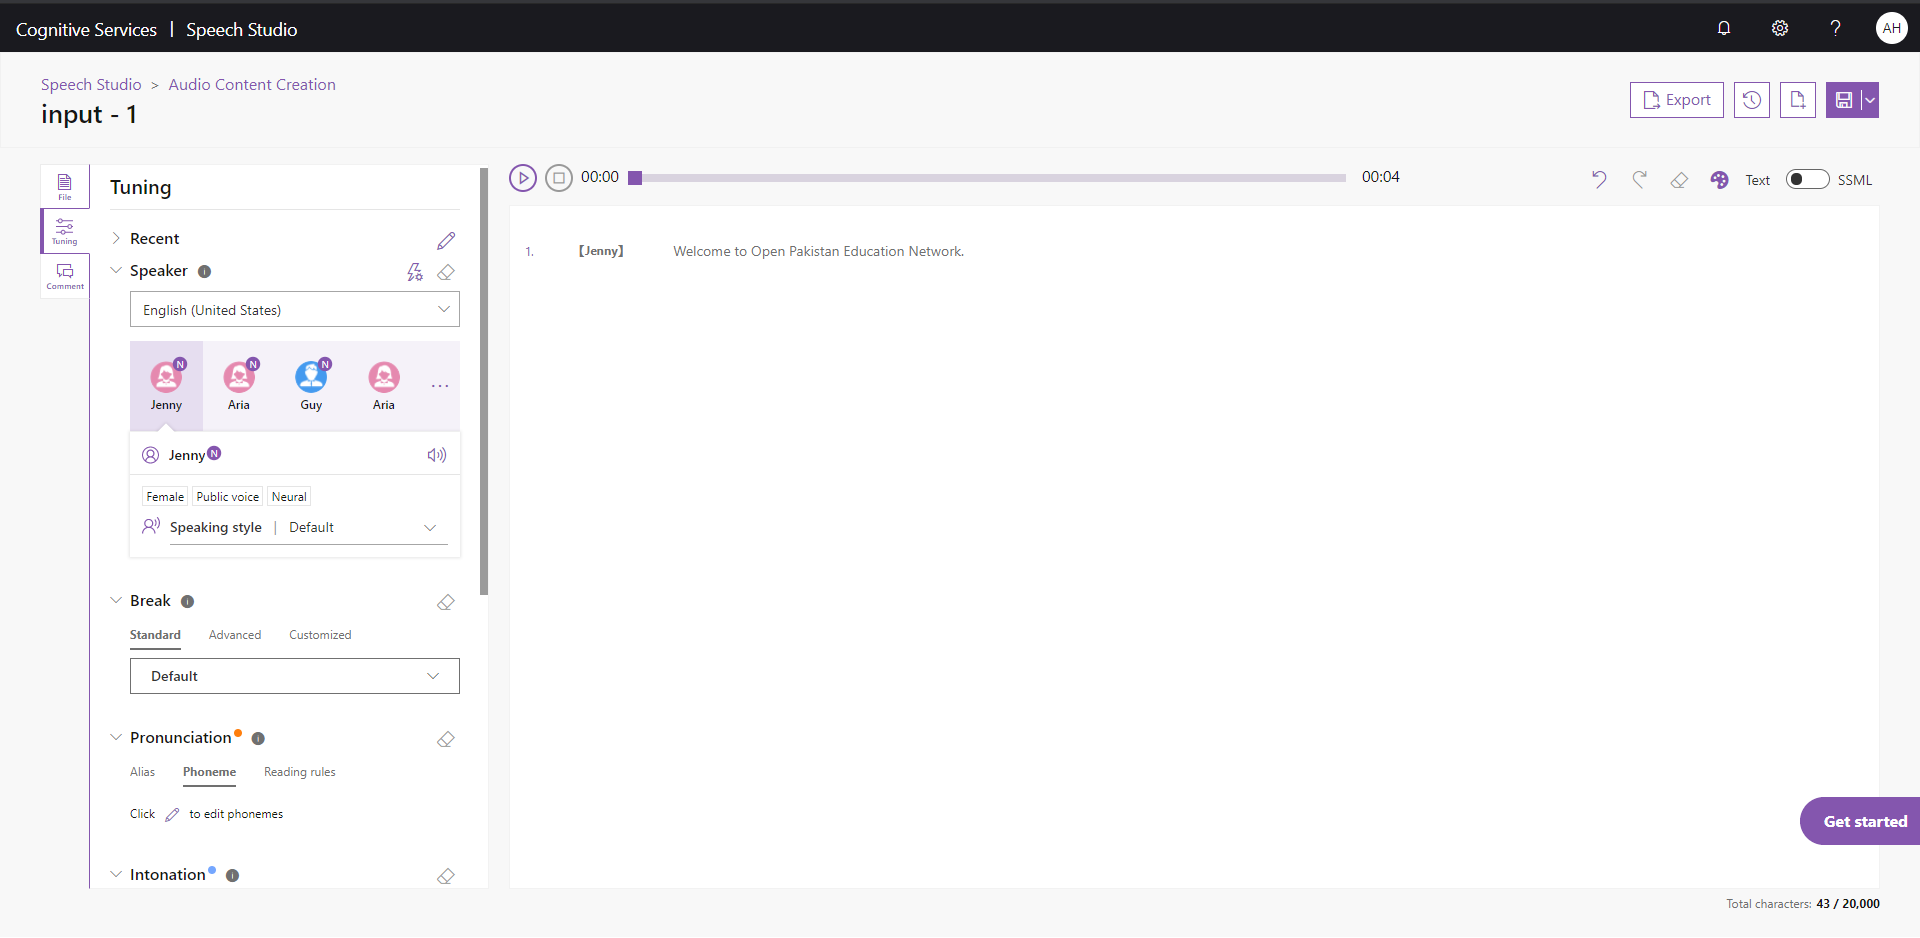 Cognitive Services | Speech Studio
AH
Speech Studio > Audio Content Creation
input - 1
Export
File
Tuning
Comment
Tuning
Recent
Speaker
English (United States)
N N N
Jenny Aria Guy Aria ...
Jenny N
Female Public voice Neural
Speaking style | Default
Break
Standard Advanced Customized
Default
Pronunciation
Alias Phoneme Reading rules
Click to edit phonemes
Intonation
00:00 00:04
Text SSML
1. [Jenny] Welcome to Open Pakistan Education Network.
Get started
Total characters: 43 / 20,000